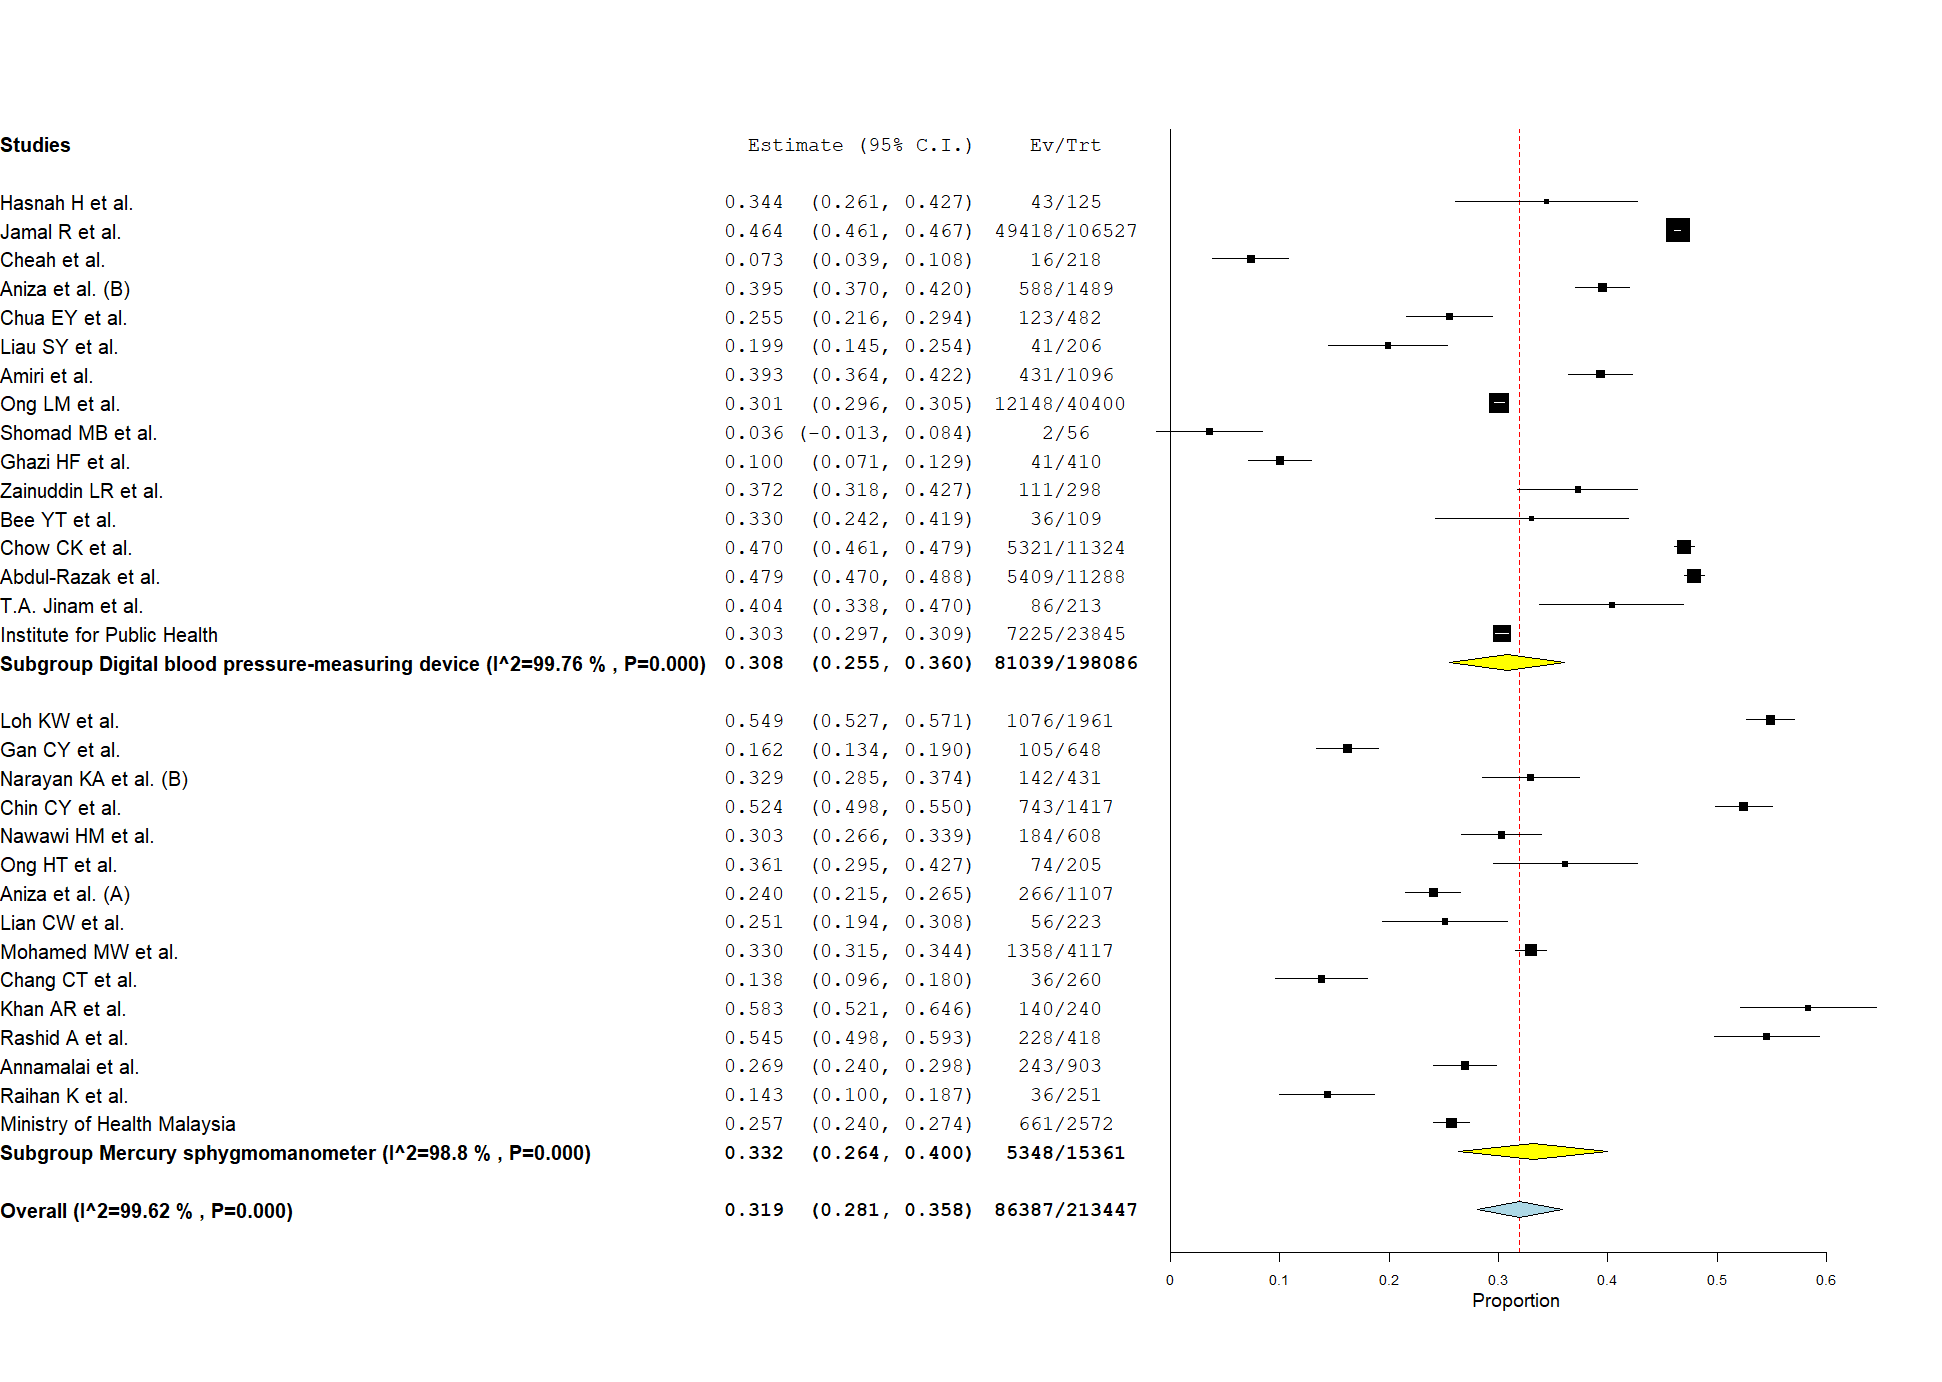 Studies Estimate (95% C.I.) Ev/Trt
Hasnah H et al. 0.344 (0.261, 0.427) 43/125
Jamal R et al. 0.464 (0.461, 0.467) 49418/106527
Cheah et al. 0.073 (0.039, 0.108) 16/218
Aniza et al. (B) 0.395 (0.370, 0.420) 588/1489
Chua EY et al. 0.255 (0.216, 0.294) 123/482
Liau SY et al. 0.199 (0.145, 0.254) 41/206
Amiri et al. 0.393 (0.364, 0.422) 431/1096
Ong LM et al. 0.301 (0.296, 0.305) 12148/40400
Shomad MB et al. 0.036 (-0.013, 0.084) 2/56
Ghazi HF et al. 0.100 (0.071, 0.129) 41/410
Zainuddin LR et al. 0.372 (0.318, 0.427) 111/298
Bee YT et al. 0.330 (0.242, 0.419) 36/109
Chow CK et al. 0.470 (0.461, 0.479) 5321/11324
Abdul-Razak et al. 0.479 (0.470, 0.488) 5409/11288
T.A. Jinam et al. 0.404 (0.338, 0.470) 86/213
Institute for Public Health 0.303 (0.297, 0.309) 7225/23845
Subgroup Digital blood pressure-measuring device (I^2=99.76 % , P=0.000) 0.308 (0.255, 0.360) 81039/198086
Loh KW et al. 0.549 (0.527, 0.571) 1076/1961
Gan CY et al. 0.162 (0.134, 0.190) 105/648
Narayan KA et al. (B) 0.329 (0.285, 0.374) 142/431
Chin CY et al. 0.524 (0.498, 0.550) 743/1417
Nawawi HM et al. 0.303 (0.266, 0.339) 184/608
Ong HT et al. 0.361 (0.295, 0.427) 74/205
Aniza et al. (A) 0.240 (0.215, 0.265) 266/1107
Lian CW et al. 0.251 (0.194, 0.308) 56/223
Mohamed MW et al. 0.330 (0.315, 0.344) 1358/4117
Chang CT et al. 0.138 (0.096, 0.180) 36/260
Khan AR et al. 0.583 (0.521, 0.646) 140/240
Rashid A et al. 0.545 (0.498, 0.593) 228/418
Annamalai et al. 0.269 (0.240, 0.298) 243/903
Raihan K et al. 0.143 (0.100, 0.187) 36/251
Ministry of Health Malaysia 0.257 (0.240, 0.274) 661/2572
Subgroup Mercury sphygmomanometer (I^2=98.8 % , P=0.000) 0.332 (0.264, 0.400) 5348/15361
Overall (I^2=99.62 % , P=0.000) 0.319 (0.281, 0.358) 86387/213447
0 0.1 0.2 0.3 0.4 0.5 0.6
Proportion